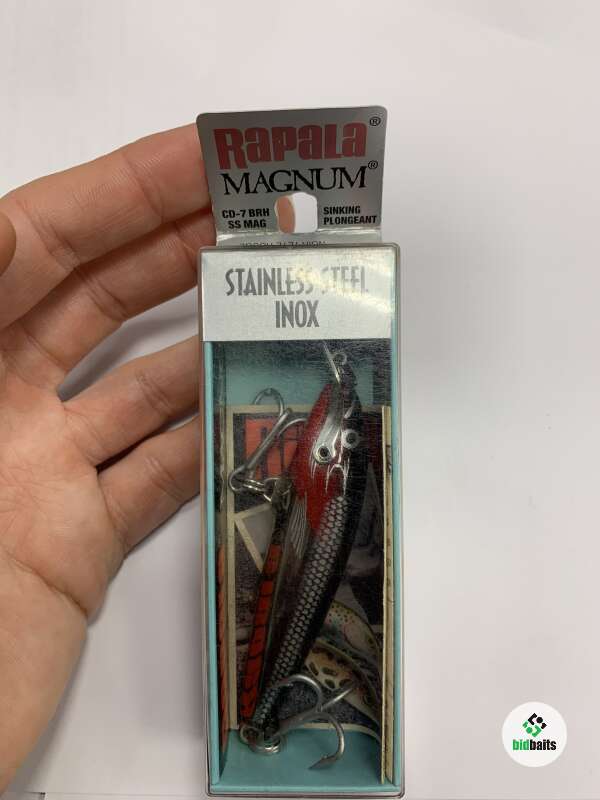 RAPALA®
MAGNUM®
CD-7 BRH SINKING
SS MAG PLONGEANT
STAINLESS STEEL
INOX
bidbaits